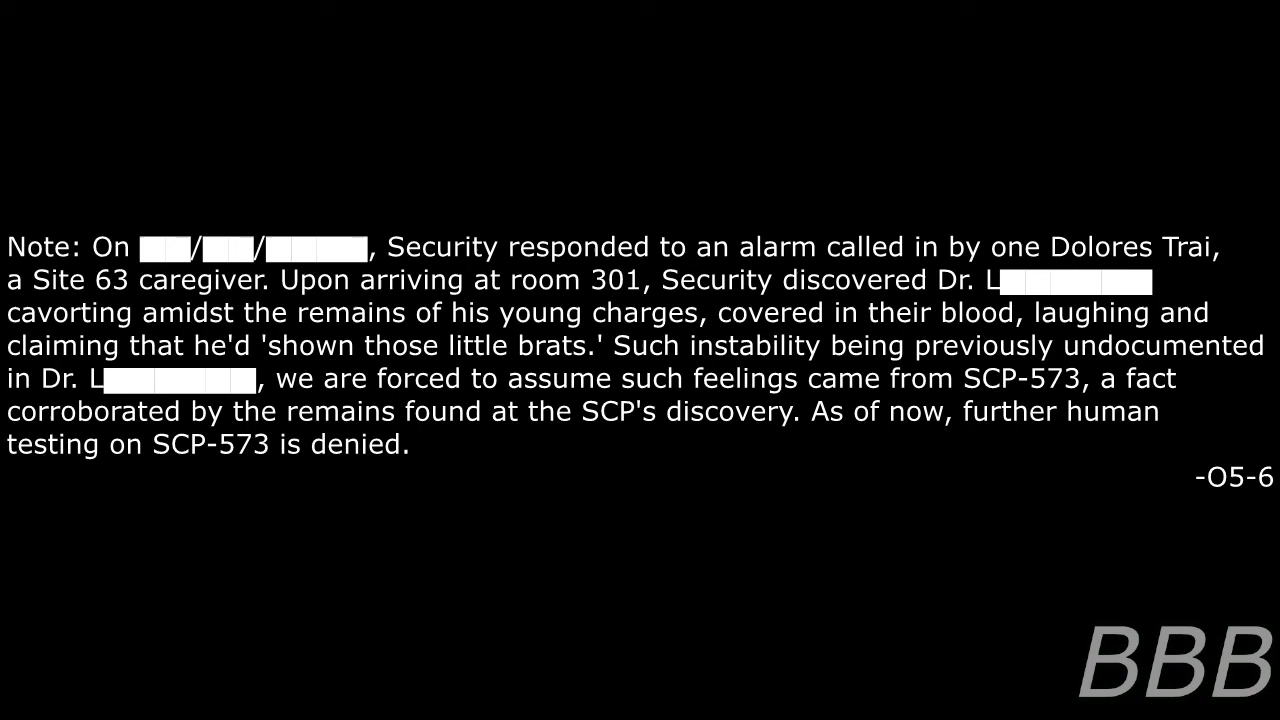 Note: On ██/██/████, Security responded to an alarm called in by one Dolores Trai,
a Site 63 caregiver. Upon arriving at room 301, Security discovered Dr. L██████
cavorting amidst the remains of his young charges, covered in their blood, laughing and
claiming that he'd 'shown those little brats.' Such instability being previously undocumented
in Dr. L██████, we are forced to assume such feelings came from SCP-573, a fact
corroborated by the remains found at the SCP's discovery. As of now, further human
testing on SCP-573 is denied.
-O5-6
BBB